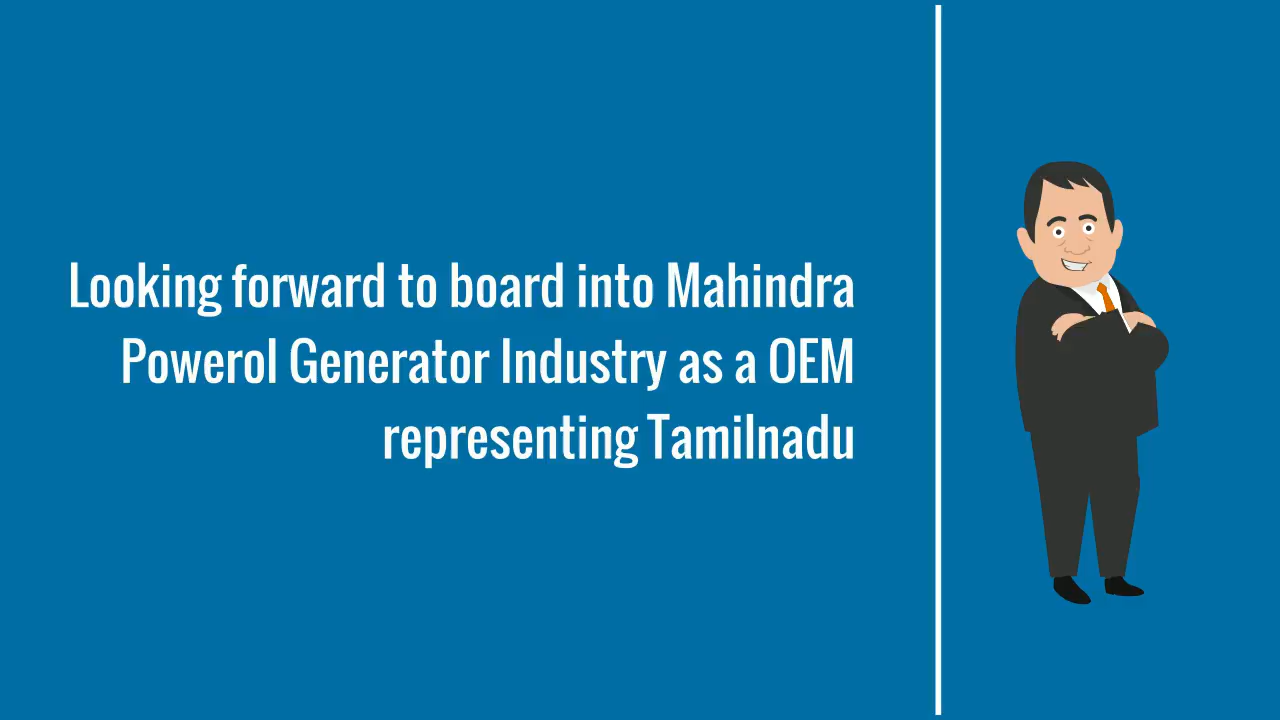 Looking forward to board into Mahindra
Powerol Generator Industry as a OEM
representing Tamilnadu